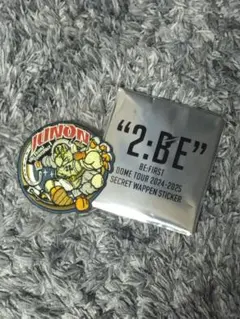 JUNON
"2:BE"
BE:FIRST
DOME TOUR 2024-2025
SECRET WAPPEN STICKER